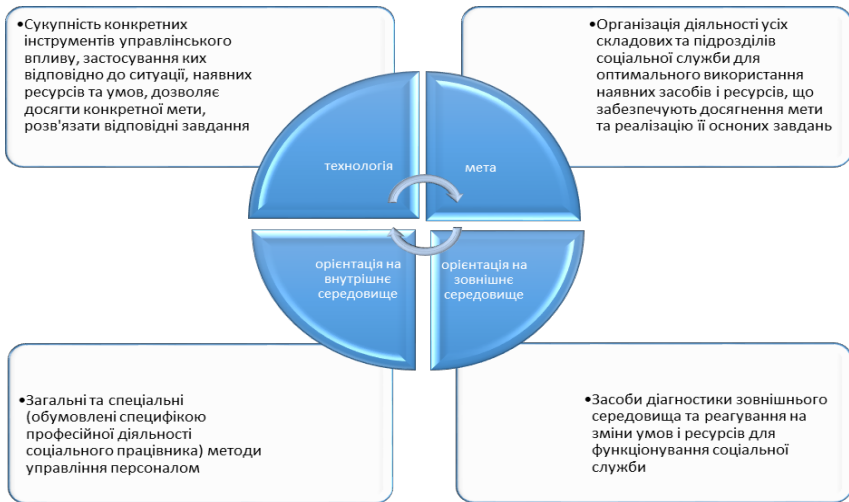 •Сукупність конкретних
інструментів управлінського
впливу, застосування ких
відповідно до ситуації, наявних
ресурсів та умов, дозволяє
досягти конкретної мети,
розв'язати відповідні завдання
•Організація діяльності усіх
складових та підрозділів
соціальної служби для
оптимального використання
наявних засобів і ресурсів, що
забезпечують досягнення мети
та реалізацію її осноних завдань
технологія
мета
орієнтація на
внутрішнє
середовище
орієнтація на
зовнішнє
середовище
•Загальні та спеціальні
(обумовлені специфікою
професійної діяльності
соціального працівника) методи
управління персоналом
•Засоби діагностики зовнішнього
середовища та реагування на
зміни умов і ресурсів для
функціонування соціальної
служби